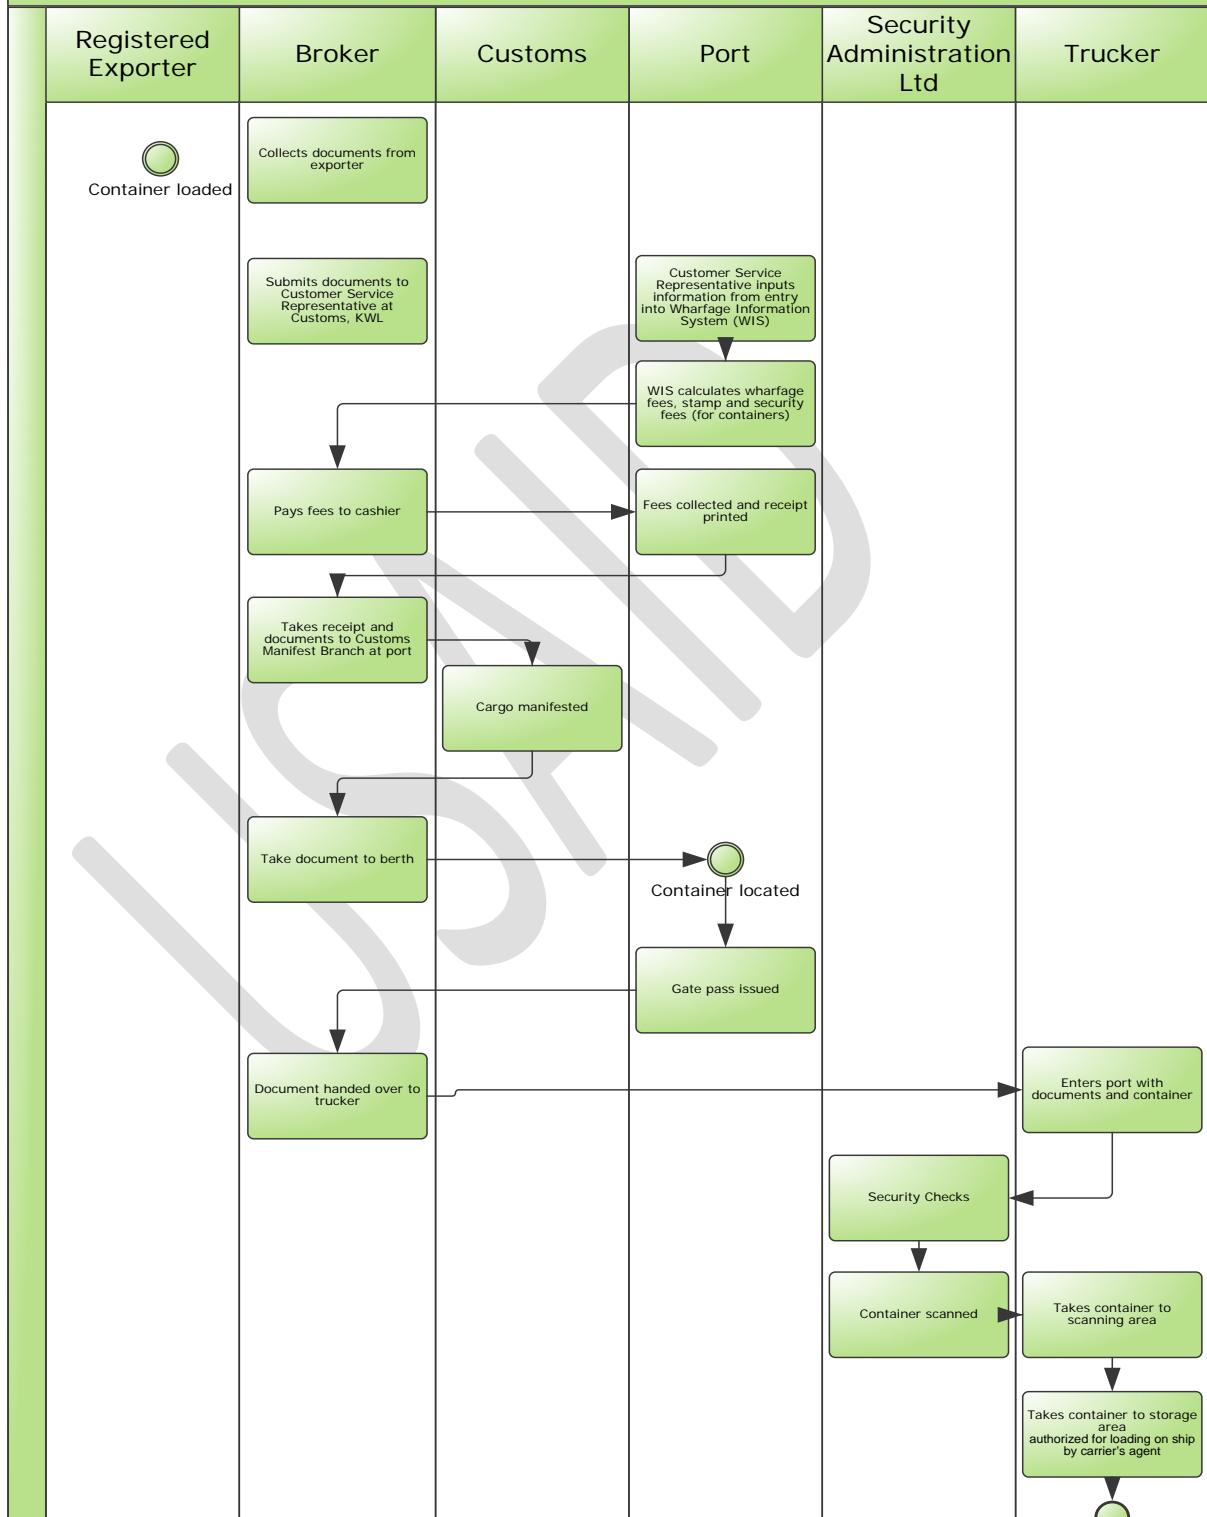 Registered
Exporter
Broker
Customs
Port
Security
Administration
Ltd
Trucker
Container loaded
Collects documents from
exporter
Submits documents to
Customer Service
Representative at
Customs, KWL
Customer Service
Representative inputs
information from entry
into Wharfage Information
System (WIS)
WIS calculates wharfage
fees, stamp and security
fees (for containers)
Pays fees to cashier
Fees collected and receipt
printed
Takes receipt and
documents to Customs
Manifest Branch at port
Cargo manifested
Take document to berth
Container located
Gate pass issued
Document handed over to
trucker
Enters port with
documents and container
Security Checks
Container scanned
Takes container to
scanning area
Takes container to storage
area
authorized for loading on ship
by carrier's agent
USAID